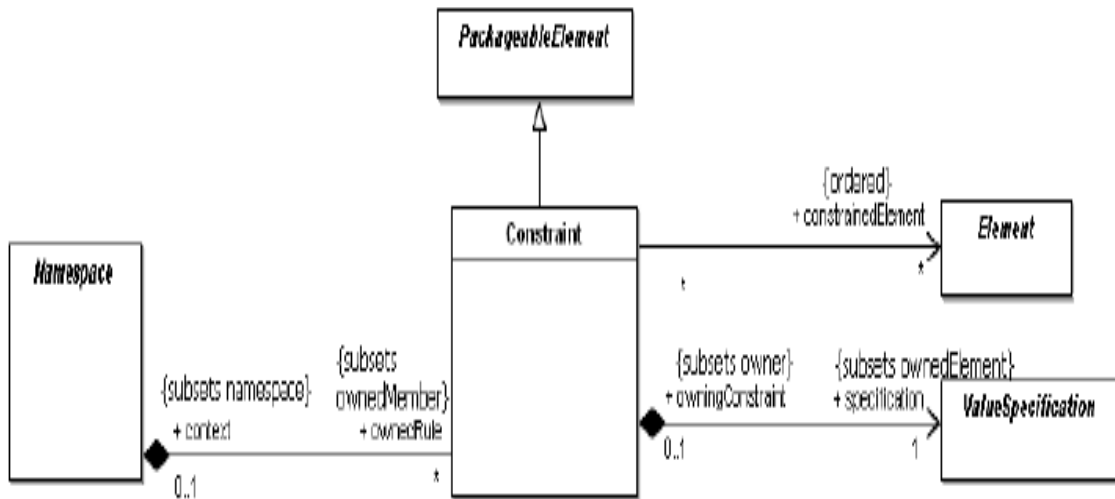 PackageableElement
{ordered}
+ constrainedElement
Element
Constraint
*
*
Namespace
{subsets
{subsets namespace}
ownedMember}
+ context
+ ownedRule
0..1
*
{subsets owner}
{subsets ownedElement}
+ owningConstraint
+ specification
ValueSpecification
0..1
1